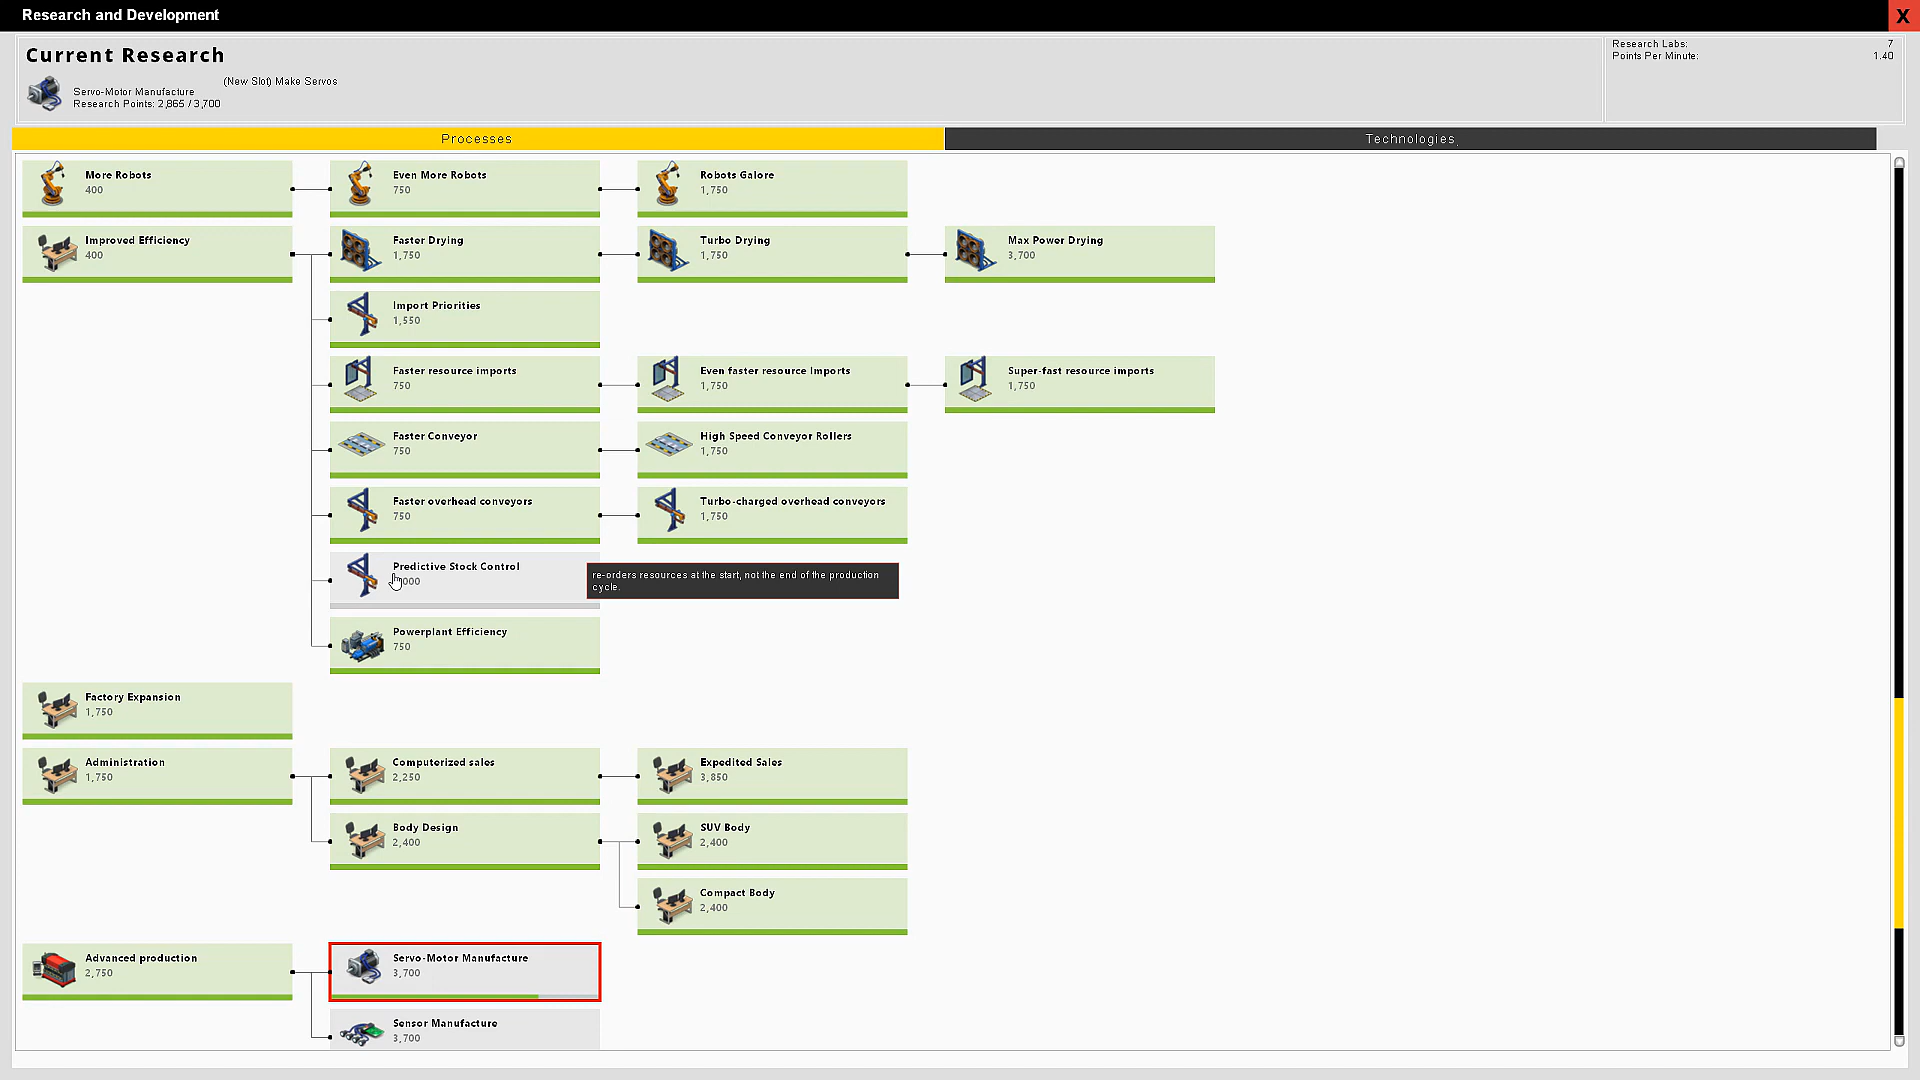 Research and Development
X
Current Research
(New Slot) Make Servos
Servo-Motor Manufacture
Research Points: 2,865 / 3,700
Research Labs: 7
Points Per Minute: 1.40
Processes
Technologies
More Robots
400
Even More Robots
750
Robots Galore
1,750
Improved Efficiency
400
Faster Drying
1,750
Turbo Drying
1,750
Max Power Drying
3,700
Import Priorities
1,550
Faster resource imports
750
Even faster resource Imports
1,750
Super-fast resource imports
1,750
Faster Conveyor
750
High Speed Conveyor Rollers
1,750
Faster overhead conveyors
750
Turbo-charged overhead conveyors
1,750
Predictive Stock Control
re-orders resources at the start, not the end of the production
cycle.
Powerplant Efficiency
750
Factory Expansion
1,750
Administration
1,750
Computerized sales
2,250
Expedited Sales
3,850
Body Design
2,400
SUV Body
2,400
Compact Body
2,400
Advanced production
2,750
Servo-Motor Manufacture
3,700
Sensor Manufacture
3,700